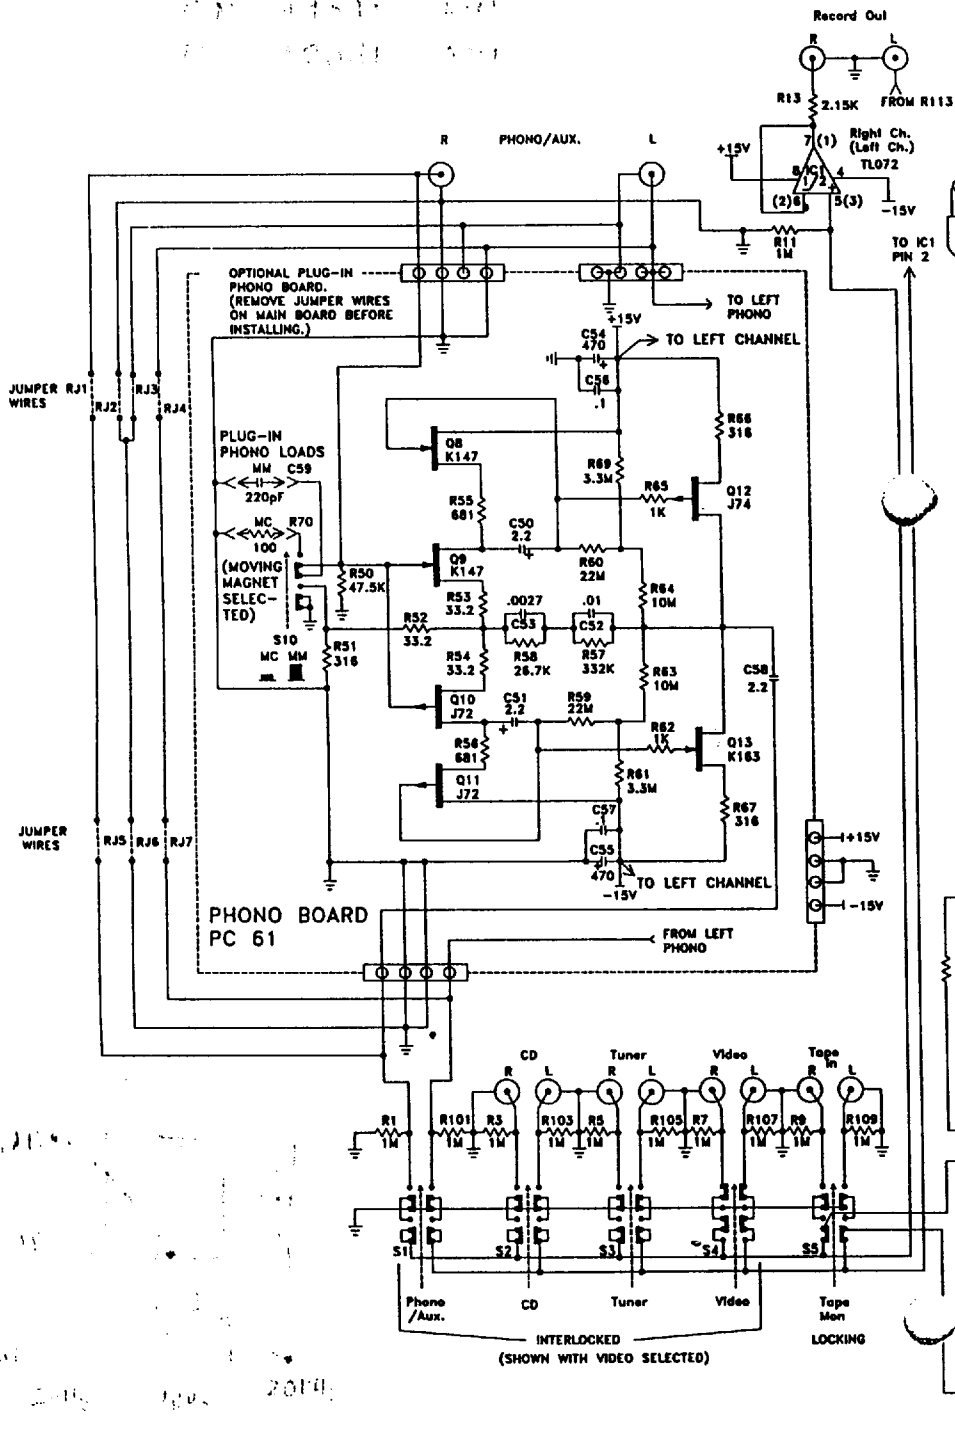 Record Out
R L
R13 2.15K
FROM R113
7 (1)
Right Ch.
(Left Ch.)
TL072
+15V
8 IC1 4
1/2
+
(2)6 5(3)
-15V
R PHONO/AUX. L
R11
1M
TO IC1
PIN 2
OPTIONAL PLUG-IN
PHONO BOARD.
(REMOVE JUMPER WIRES
ON MAIN BOARD BEFORE
INSTALLING.)
TO LEFT
PHONO
+15V
TO LEFT CHANNEL
C54
470
+
C56
.1
JUMPER RJ1
WIRES
RJ2
RJ3
RJ4
R66
316
PLUG-IN
PHONO LOADS
MM C59
220pF
Q8
K147
R69
3.3M
R65
1K
Q12
J74
R55
681
C50
2.2
+
MC R70
100
(MOVING
MAGNET
SELEC-
TED)
R50
47.5K
Q9
K147
R60
22M
R64
10M
R53
33.2
.0027
C53
.01
C52
R52
33.2
S10
MC MM
R51
316
R54
33.2
R58
26.7K
R57
332K
R63
10M
C58
2.2
Q10
J72
C51
2.2
+
R59
22M
R62
1K
Q13
K163
R56
681
Q11
J72
R61
3.3M
R67
316
C57
.1
C55
+
470
JUMPER
WIRES
RJ5 RJ6 RJ7
+15V
-15V
TO LEFT CHANNEL
-15V
PHONO BOARD
PC 61
FROM LEFT
PHONO
CD Tuner Video Tape
In
R L R L R L R L
R1 R101 R3 R103 R5 R105 R7 R107 R9 R109
1M 1M 1M 1M 1M 1M 1M 1M 1M 1M
S1 S2 S3 S4 S5
Phono
/Aux.
CD Tuner Video Tape
Mon
INTERLOCKED LOCKING
(SHOWN WITH VIDEO SELECTED)